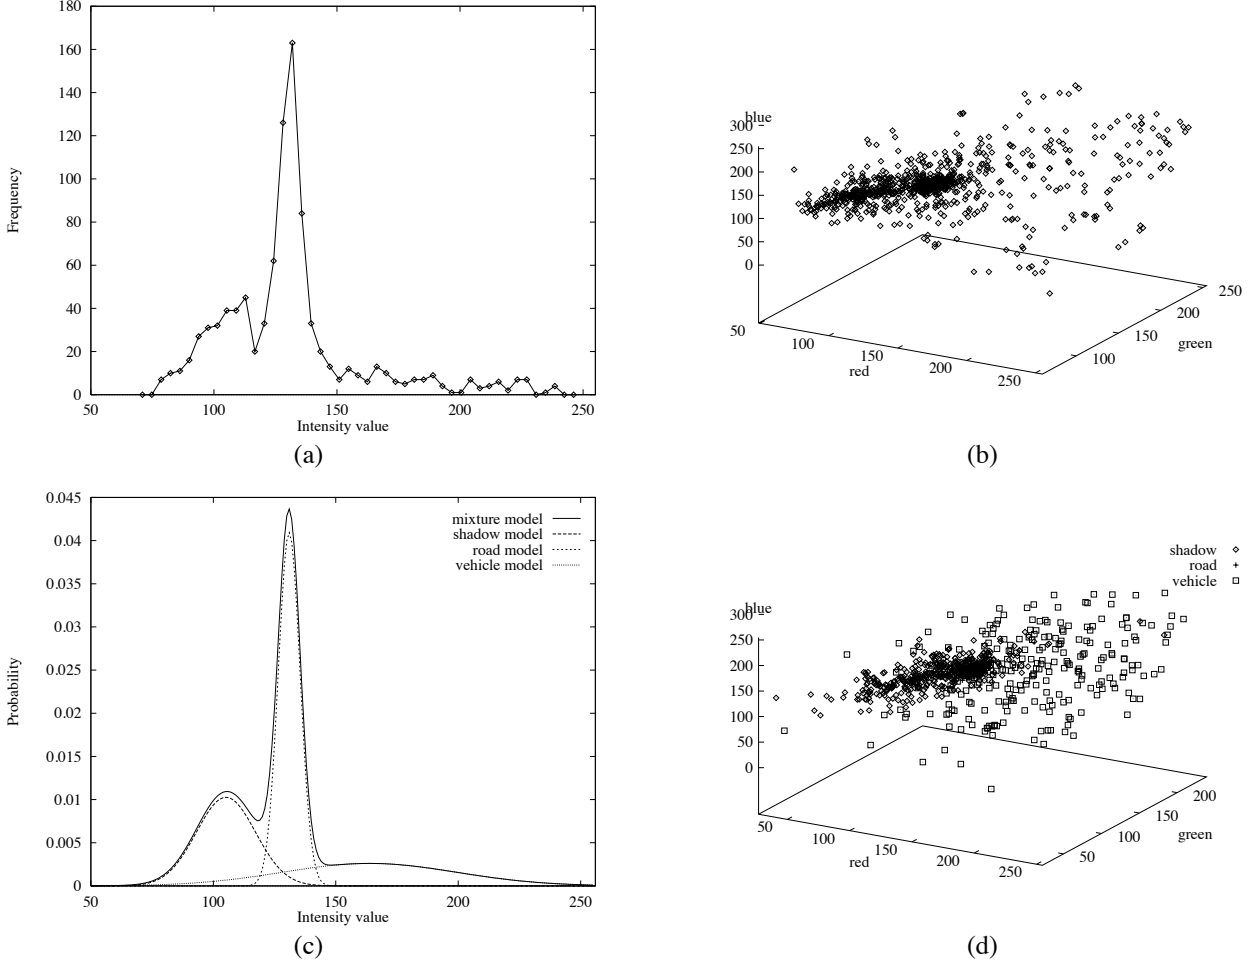 180
160
140
120
100
80
60
40
20
0
50 100 150 200 250
Frequency
Intensity value
(a)
blue
300
250
200
150
100
50
0
50 100 150 200 250
red
100 150 200 250
green
(b)
0.045
0.04
0.035
0.03
0.025
0.02
0.015
0.01
0.005
0
50 100 150 200 250
Probability
Intensity value
mixture model
shadow model
road model
vehicle model
(c)
shadow
road
vehicle
blue
300
250
200
150
100
50
0
50 100 150 200 250
red
50 100 150 200
green
(d)